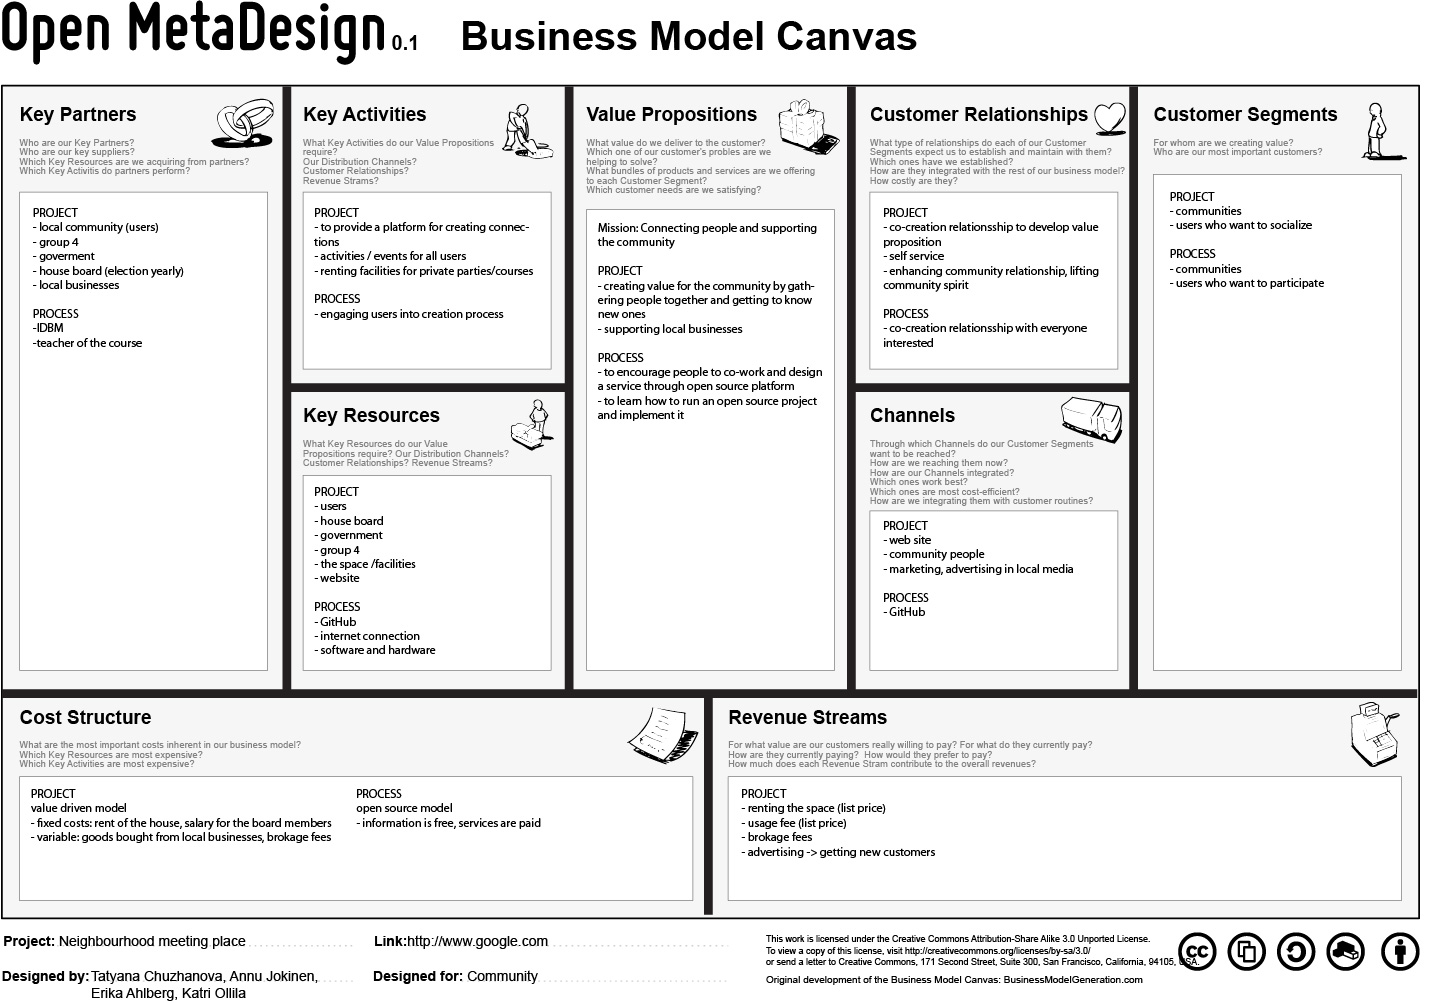 Open MetaDesign 0.1 Business Model Canvas
Key Partners
Who are our Key Partners?
Who are our key suppliers?
Which Key Resources are we acquiring from partners?
Which Key Activitis do partners perform?
PROJECT
- local community (users)
- group 4
- goverment
- house board (election yearly)
- local businesses
PROCESS
-IDBM
-teacher of the course
Key Activities
What Key Activities do our Value Propositions
require?
Our Distribution Channels?
Customer Relationships?
Revenue Strams?
PROJECT
- to provide a platform for creating connec-
tions
- activities / events for all users
- renting facilities for private parties/courses
PROCESS
- engaging users into creation process
Key Resources
What Key Resources do our Value
Propositions require? Our Distribution Channels?
Customer Relationships? Revenue Streams?
PROJECT
- users
- house board
- government
- group 4
- the space /facilities
- website
PROCESS
- GitHub
- internet connection
- software and hardware
Value Propositions
What value do we deliver to the customer?
Which one of our customer's probles are we
helping to solve?
What bundles of products and services are we offering
to each Customer Segment?
Which customer needs are we satisfying?
Mission: Connecting people and supporting
the community
PROJECT
- creating value for the community by gath-
ering people together and getting to know
new ones
- supporting local businesses
PROCESS
- to encourage people to co-work and design
a service through open source platform
- to learn how to run an open source project
and implement it
Customer Relationships
What type of relationships do each of our Customer
Segments expect us to establish and maintain with them?
Which ones have we established?
How are they integrated with the rest of our business model?
How costly are they?
PROJECT
- co-creation relationsship to develop value
proposition
- self service
- enhancing community relationship, lifting
community spirit
PROCESS
- co-creation relationsship with everyone
interested
Channels
Through which Channels do our Customer Segments
want to be reached?
How are we reaching them now?
How are our Channels integrated?
Which ones work best?
Which ones are most cost-efficient?
How are we integrating them with customer routines?
PROJECT
- web site
- community people
- marketing, advertising in local media
PROCESS
- GitHub
Customer Segments
For whom are we creating value?
Who are our most important customers?
PROJECT
- communities
- users who want to socialize
PROCESS
- communities
- users who want to participate
Cost Structure
What are the most important costs inherent in our business model?
Which Key Resources are most expensive?
Which Key Activities are most expensive?
PROJECT
value driven model
- fixed costs: rent of the house, salary for the board members
- variable: goods bought from local businesses, brokage fees
PROCESS
open source model
- information is free, services are paid
Revenue Streams
For what value are our customers really willing to pay? For what do they currently pay?
How are they currently paying? How would they prefer to pay?
How much does each Revenue Stram contribute to the overall revenues?
PROJECT
- renting the space (list price)
- usage fee (list price)
- brokage fees
- advertising -> getting new customers
Project: Neighbourhood meeting place
Link:http://www.google.com
Designed by: Tatyana Chuzhanova, Annu Jokinen,
Erika Ahlberg, Katri Ollila
Designed for: Community
This work is licensed under the Creative Commons Attribution-Share Alike 3.0 Unported License.
To view a copy of this license, visit http://creativecommons.org/licenses/by-sa/3.0/
or send a letter to Creative Commons, 171 Second Street, Suite 300, San Francisco, California, 94105, USA.
Original development of the Business Model Canvas: BusinessModelGeneration.com
cc